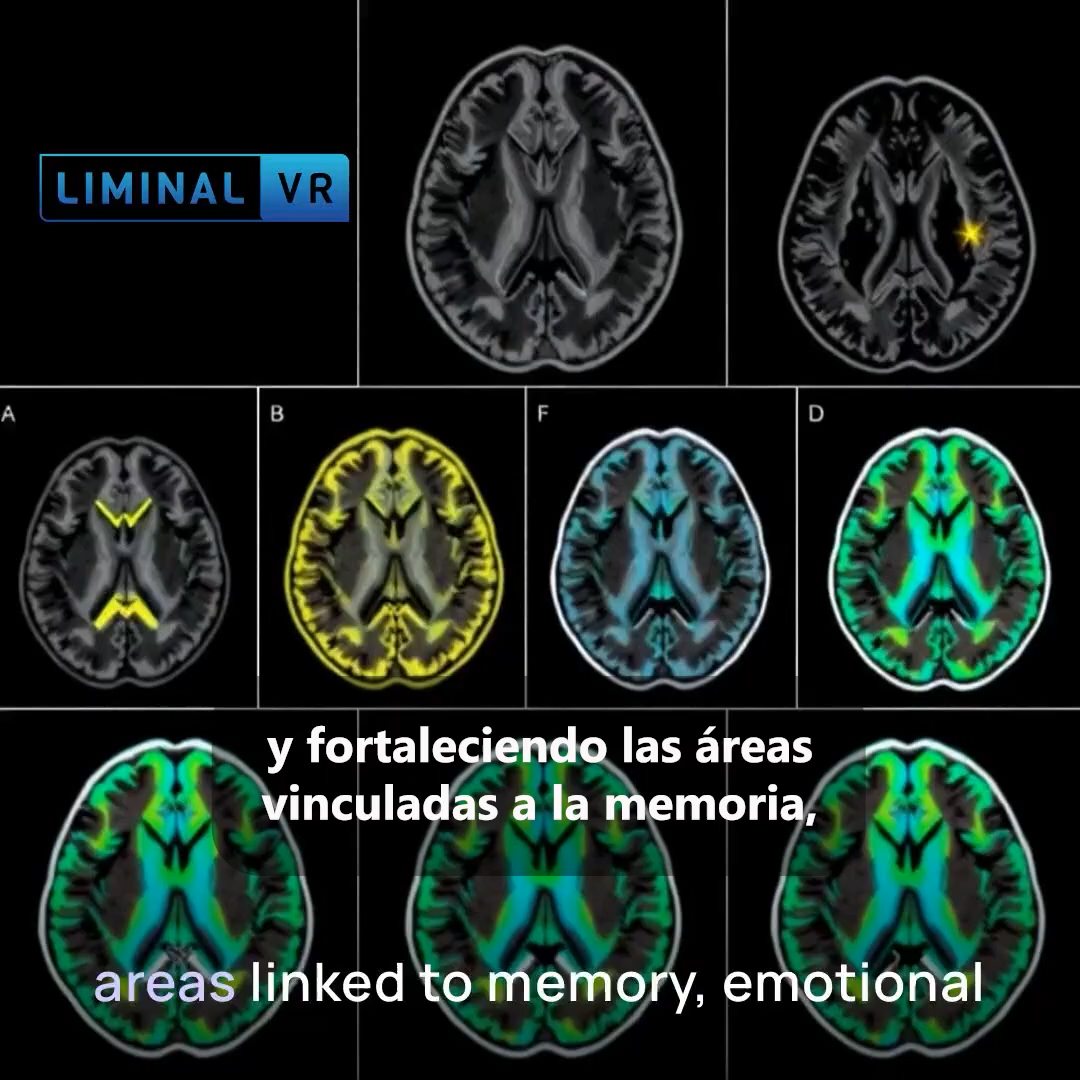 LIMINAL VR
A
B
F
D
y fortaleciendo las áreas
vinculadas a la memoria,
areas linked to memory, emotional